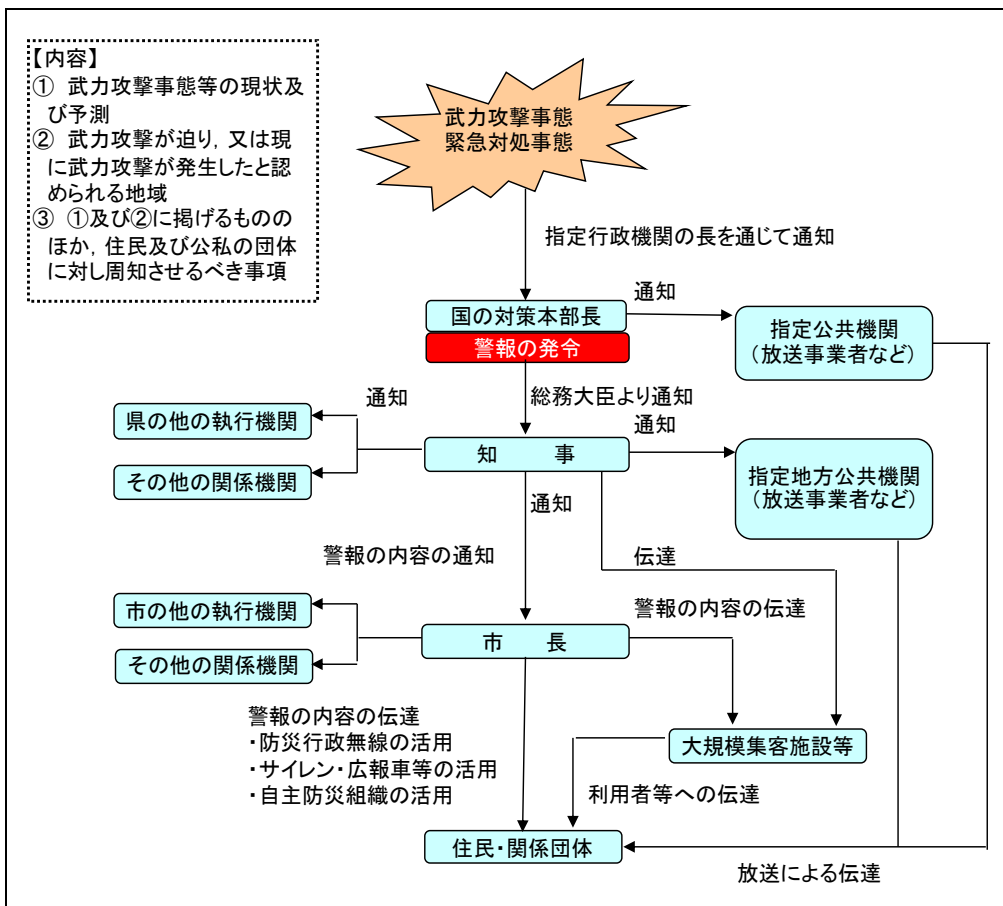 【内容】
① 武力攻撃事態等の現状及
び予測
② 武力攻撃が迫り，又は現
に武力攻撃が発生したと認
められる地域
③ ①及び②に掲げるものの
ほか，住民及び公私の団体
に対し周知させるべき事項
武力攻撃事態
緊急対処事態
指定行政機関の長を通じて通知
通知
国の対策本部長
警報の発令
指定公共機関
（放送事業者など）
総務大臣より通知
通知
県の他の執行機関
その他の関係機関
知　　事
通知
指定地方公共機関
（放送事業者など）
通知
警報の内容の通知
伝達
市の他の執行機関
その他の関係機関
市　　長
警報の内容の伝達
警報の内容の伝達
・防災行政無線の活用
・サイレン・広報車等の活用
・自主防災組織の活用
大規模集客施設等
利用者等への伝達
住民・関係団体
放送による伝達